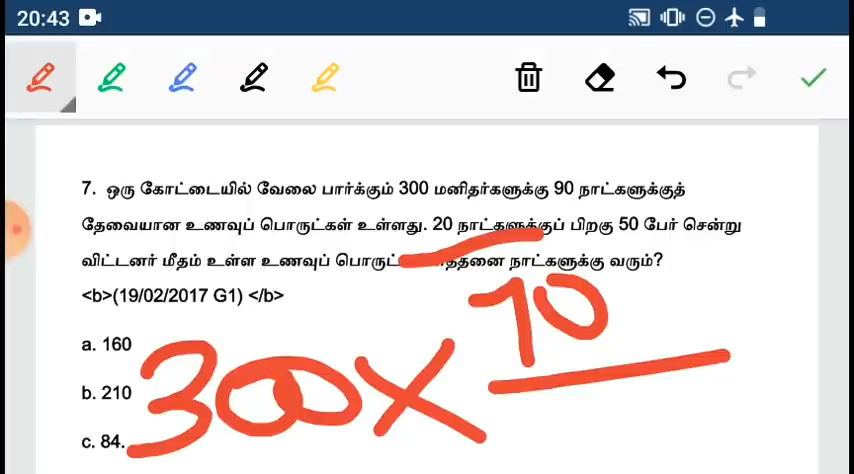 20:43
7. ஒரு கோட்டையில் வேலை பார்க்கும் 300 மனிதர்களுக்கு 90 நாட்களுக்குத்
தேவையான உணவுப் பொருட்கள் உள்ளது. 20 நாட்களுக்குப் பிறகு 50 பேர் சென்று
விட்டனர் மீதம் உள்ள உணவுப் நாட்களுக்கு வரும்?
<b>(19/02/2017 G1) </b>
70
a. 160
300 ×
b. 210
c. 84.